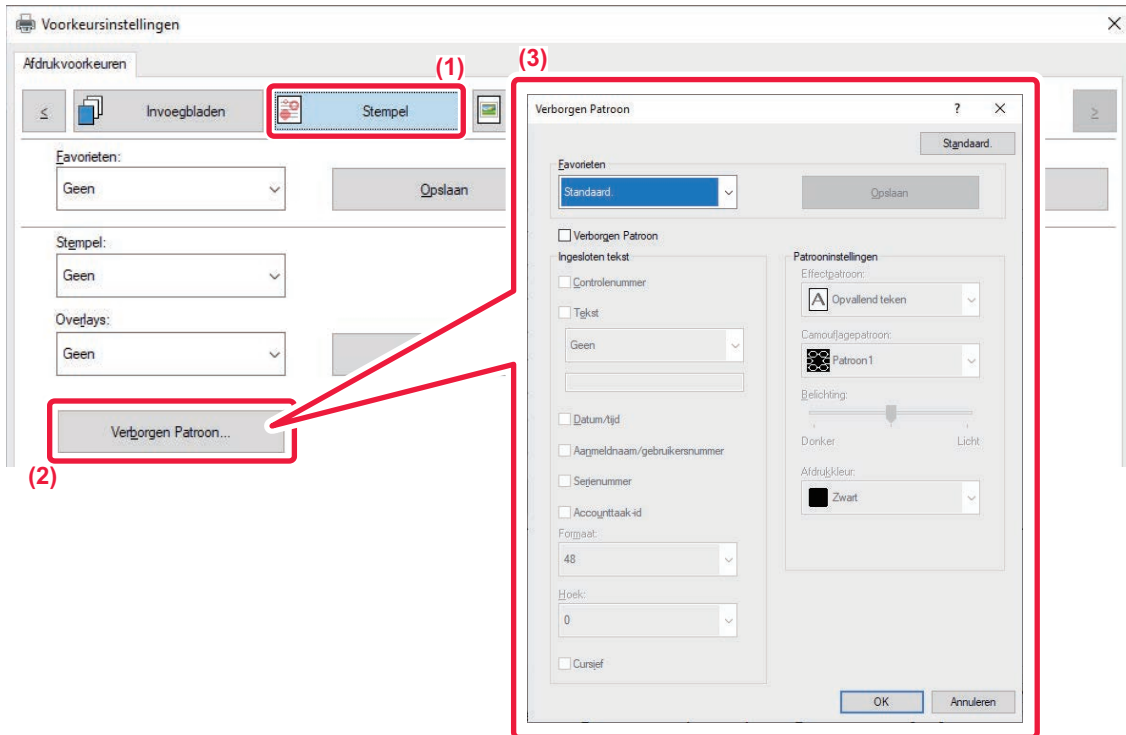 Voorkeursinstellingen
Afdrukvoorkeuren
(1)
(3)
≤
Invoegbladen
Stempel
≥
Favorieten:
Geen
Opslaan
Stempel:
Geen
Overlays:
Geen
Verborgen Patroon...
(2)
Verborgen Patroon
?
Standaard.
Favorieten
Standaard.
Opslaan
Verborgen Patroon
Ingesloten tekst
Controlenummer
Tekst
Geen
Datum/tijd
Aanmeldnaam/gebruikersnummer
Serienummer
Accounttaak-id
Formaat:
48
Hoek:
0
Cursief
Patrooninstellingen
Effectpatroon:
A Opvallend teken
Camouflagepatroon:
Patroon1
Belichting:
Donker Licht
Afdrukkleur:
Zwart
OK Annuleren